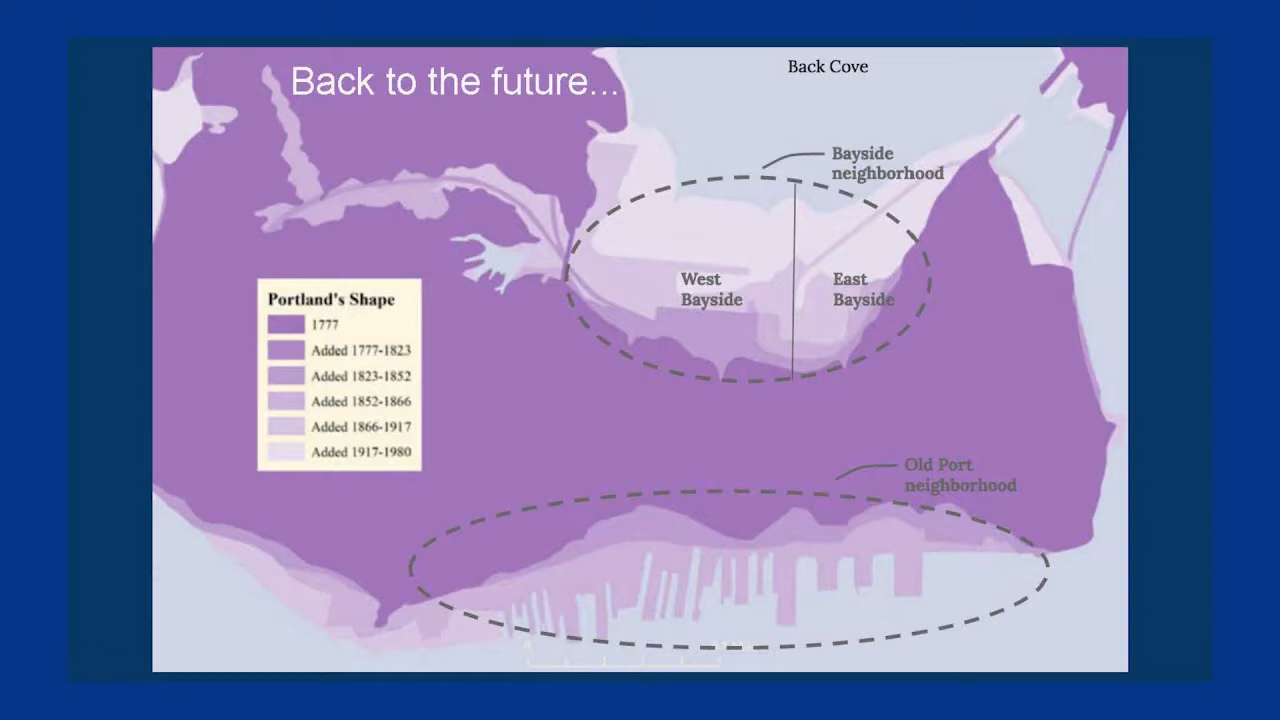 Back to the future...
Back Cove
Bayside
neighborhood
West
Bayside
East
Bayside
Portland's Shape
1777
Added 1777-1823
Added 1823-1852
Added 1852-1866
Added 1866-1917
Added 1917-1980
Old Port
neighborhood